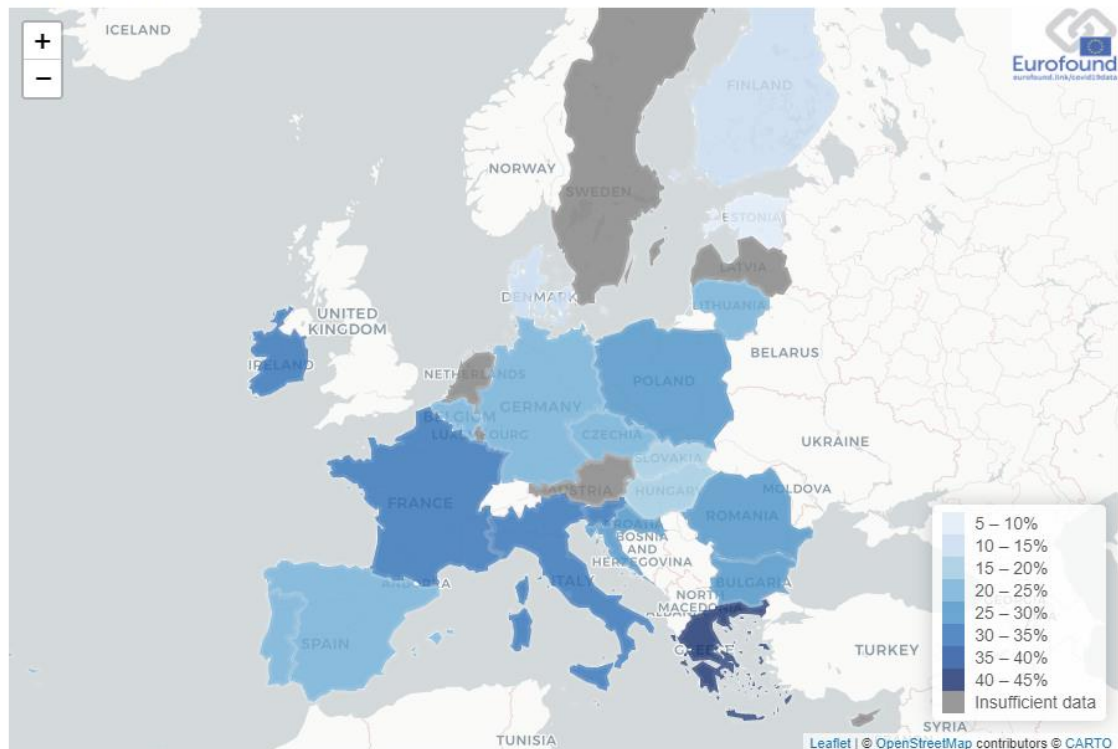 +
−
ICELAND
Eurofound
eurofound.link/covid19data
FINLAND
NORWAY
SWEDEN
ESTONIA
LATVIA
DENMARK
LITHUANIA
UNITED
KINGDOM
BELARUS
IRELAND
NETHERLANDS
POLAND
GERMANY
BELGIUM
LUXEMBOURG
CZECHIA
UKRAINE
SLOVAKIA
AUSTRIA
HUNGARY
MOLDOVA
FRANCE
ROMANIA
CROATIA
BOSNIA
AND
HERZEGOVINA
ANDORRA
ITALY
BULGARIA
NORTH
MACEDONIA
SPAIN
GREECE
TURKEY
SYRIA
TUNISIA
5 – 10%
10 – 15%
15 – 20%
20 – 25%
25 – 30%
30 – 35%
35 – 40%
40 – 45%
Insufficient data
Leaflet | © OpenStreetMap contributors © CARTO